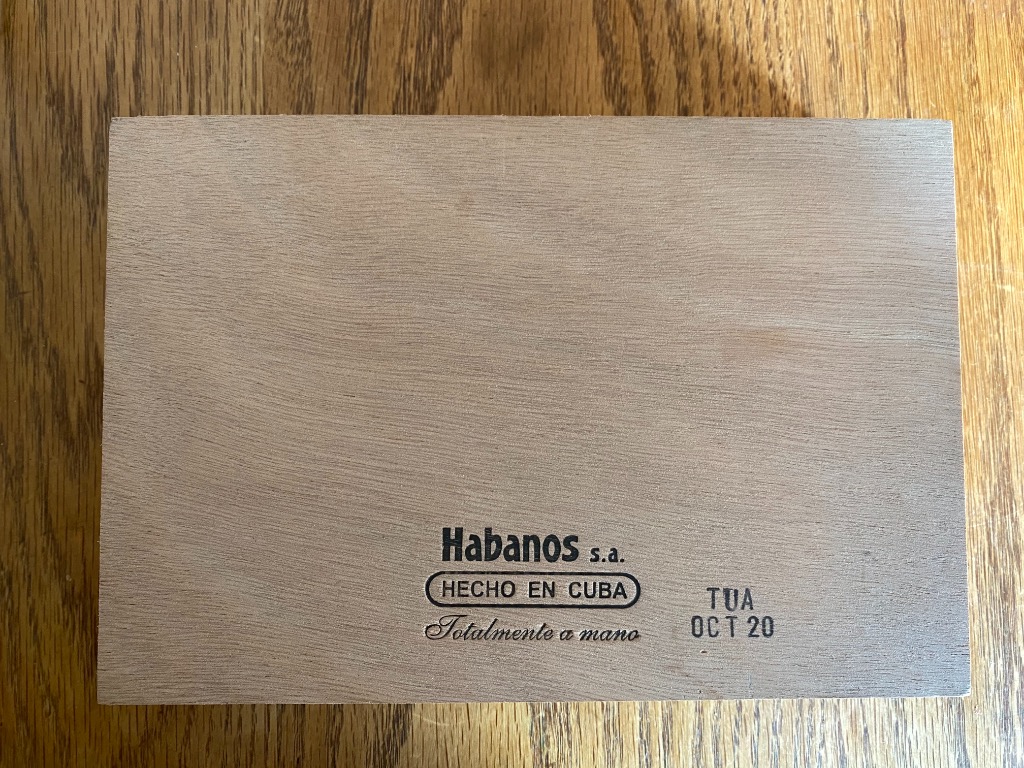 Habanos s.a.
HECHO EN CUBA
Totalmente a mano
TUA
OCT 20